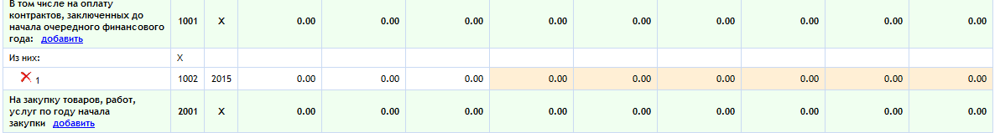 В том числе на оплату
контрактов, заключенных до
начала очередного финансового
года: добавить 1001 X 0.00 0.00 0.00 0.00 0.00 0.00 0.00 0.00 0.00
Из них: X
1 1002 2015 0.00 0.00 0.00 0.00 0.00 0.00 0.00 0.00 0.00
На закупку товаров, работ,
услуг по году начала
закупки добавить 2001 X 0.00 0.00 0.00 0.00 0.00 0.00 0.00 0.00 0.00